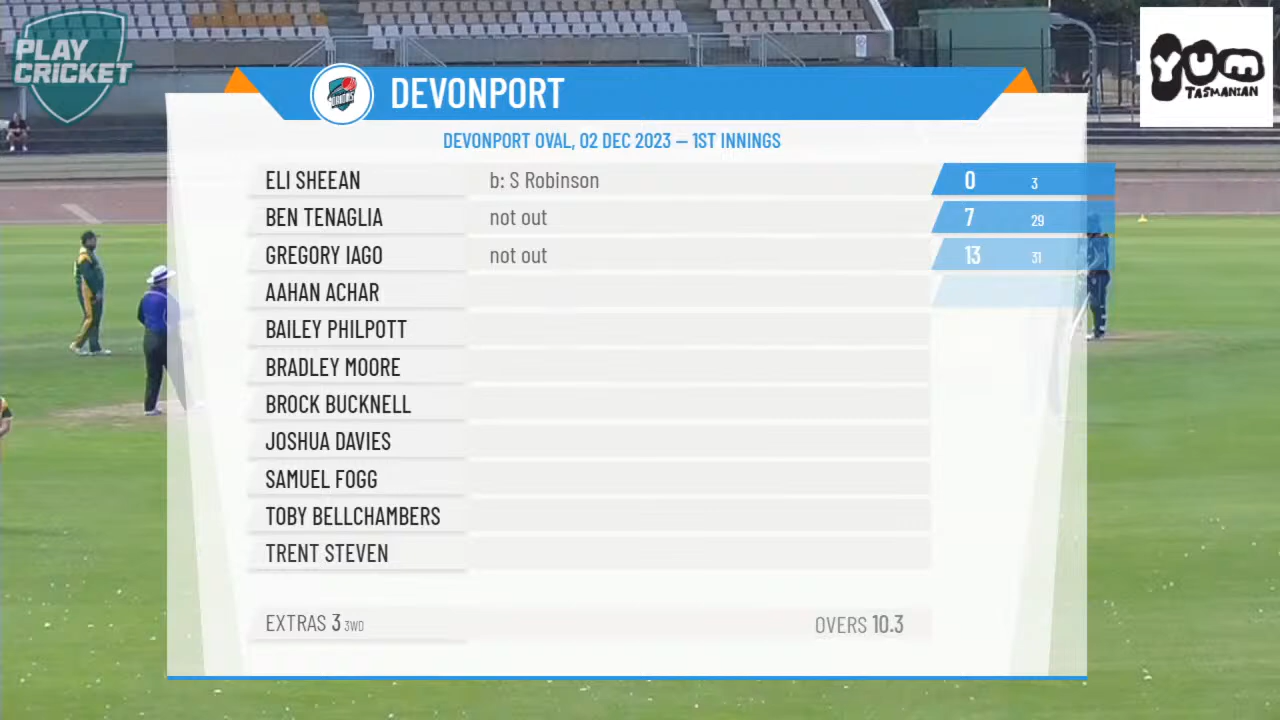 PLAY
CRICKET
YUM
TASMANIAN
DEVONPORT
DEVONPORT OVAL, 02 DEC 2023 – 1ST INNINGS
ELI SHEEAN b: S Robinson 0 3
BEN TENAGLIA not out 7 29
GREGORY IAGO not out 13 31
AAHAN ACHAR
BAILEY PHILPOTT
BRADLEY MOORE
BROCK BUCKNELL
JOSHUA DAVIES
SAMUEL FOGG
TOBY BELLCHAMBERS
TRENT STEVEN
EXTRAS 3 3WD OVERS 10.3